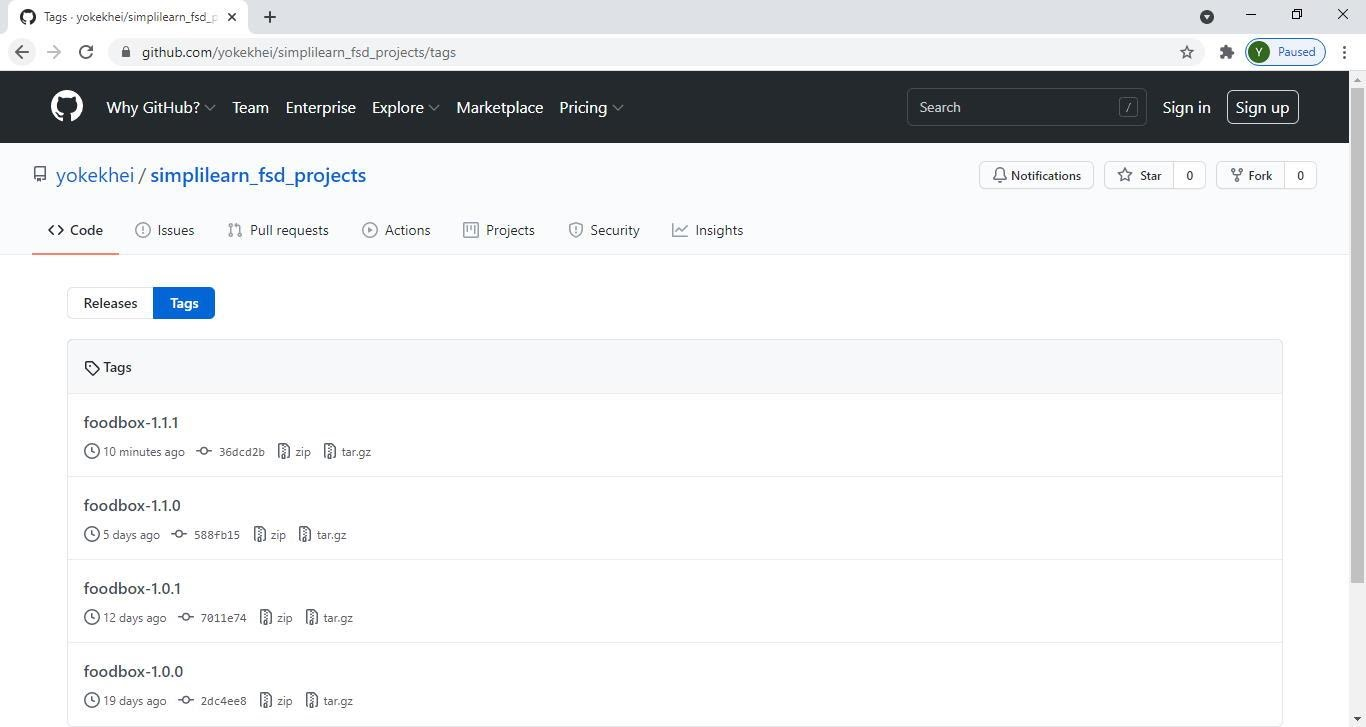 Tags · yokekhei/simplilearn_fsd_p
github.com/yokekhei/simplilearn_fsd_projects/tags
Y Paused
Why GitHub? Team Enterprise Explore Marketplace Pricing Search / Sign in Sign up
yokekhei / simplilearn_fsd_projects Notifications Star 0 Fork 0
Code Issues Pull requests Actions Projects Security Insights
Releases Tags
Tags
foodbox-1.1.1
10 minutes ago 36dcd2b zip tar.gz
foodbox-1.1.0
5 days ago 588fb15 zip tar.gz
foodbox-1.0.1
12 days ago 7011e74 zip tar.gz
foodbox-1.0.0
19 days ago 2dc4ee8 zip tar.gz